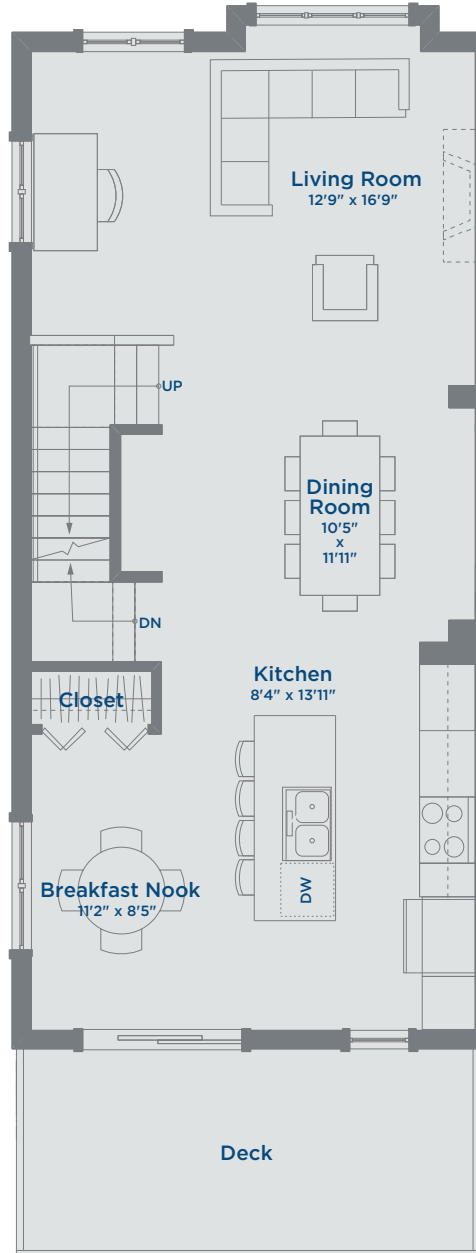 Living Room
12'9" x 16'9"
UP
Dining
Room
10'5"
x
11'11"
DN
Kitchen
8'4" x 13'11"
Closet
DW
Breakfast Nook
11'2" x 8'5"
Deck